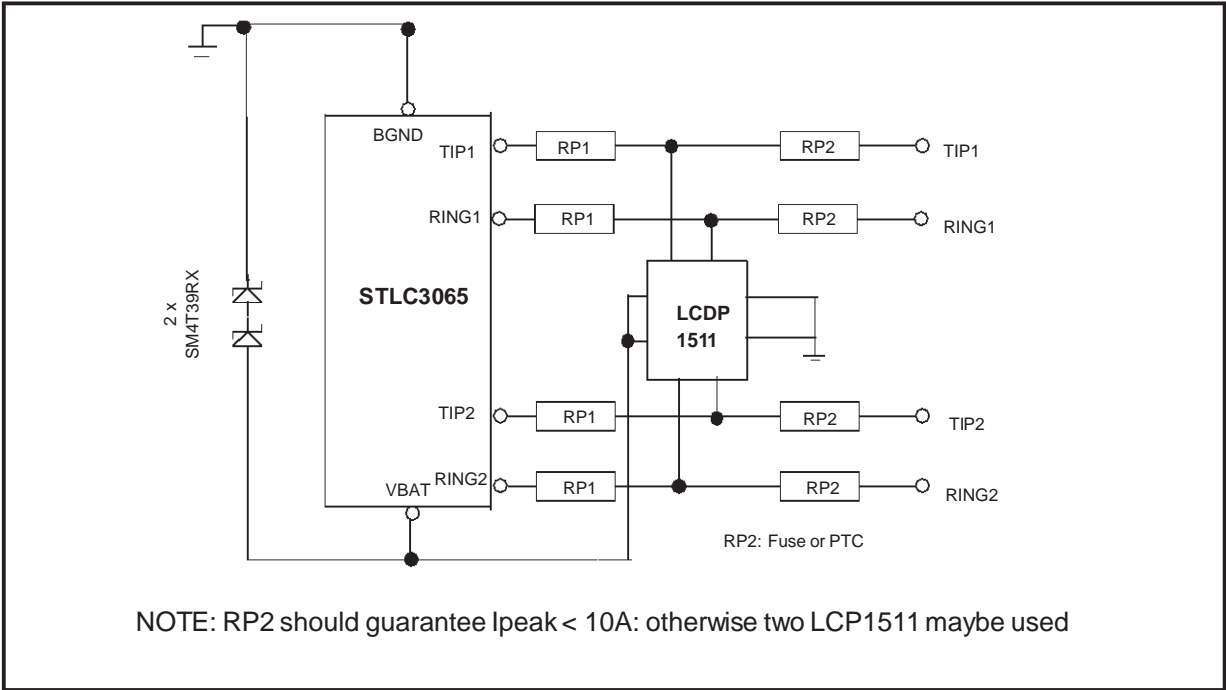 BGND
TIP1
RP1
RP2
TIP1
RING1
RP1
RP2
RING1
2 x
SM4T39RX
STLC3065
LCDP
1511
TIP2
RP1
RP2
TIP2
RING2
VBAT
RP1
RP2
RING2
RP2: Fuse or PTC
NOTE: RP2 should guarantee Ipeak < 10A: otherwise two LCP1511 maybe used